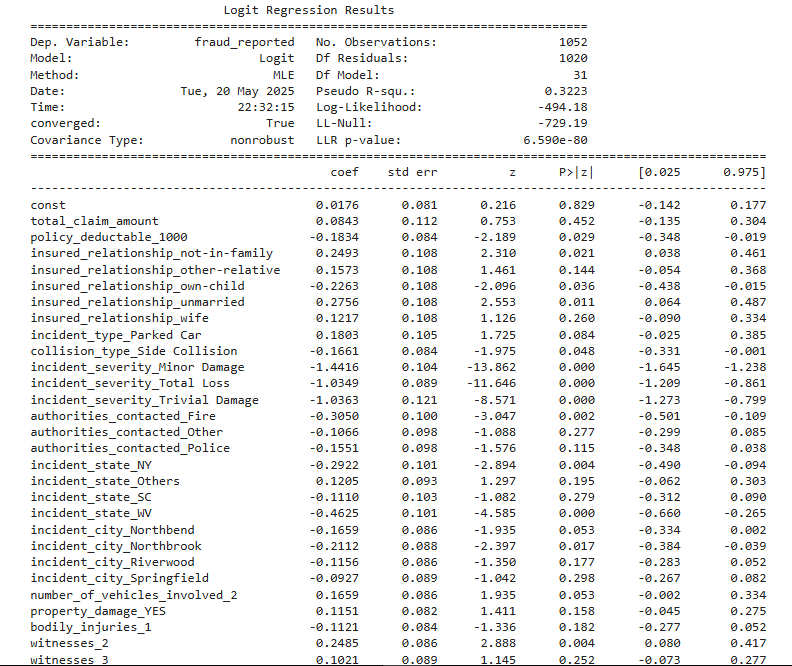 Logit Regression Results
==============================================================================
Dep. Variable: fraud_reported No. Observations: 1052
Model: Logit Df Residuals: 1020
Method: MLE Df Model: 31
Date: Tue, 20 May 2025 Pseudo R-squ.: 0.3223
Time: 22:32:15 Log-Likelihood: -494.18
converged: True LL-Null: -729.19
Covariance Type: nonrobust LLR p-value: 6.590e-80
=======================================================================================================
coef std err z P>|z| [0.025 0.975]
-------------------------------------------------------------------------------------------------------
const 0.0176 0.081 0.216 0.829 -0.142 0.177
total_claim_amount 0.0843 0.112 0.753 0.452 -0.135 0.304
policy_deductable_1000 -0.1834 0.084 -2.189 0.029 -0.348 -0.019
insured_relationship_not-in-family 0.2493 0.108 2.310 0.021 0.038 0.461
insured_relationship_other-relative 0.1573 0.108 1.461 0.144 -0.054 0.368
insured_relationship_own-child -0.2263 0.108 -2.096 0.036 -0.438 -0.015
insured_relationship_unmarried 0.2756 0.108 2.553 0.011 0.064 0.487
insured_relationship_wife 0.1217 0.108 1.126 0.260 -0.090 0.334
incident_type_Parked Car 0.1803 0.105 1.725 0.084 -0.025 0.385
collision_type_Side Collision -0.1661 0.084 -1.975 0.048 -0.331 -0.001
incident_severity_Minor Damage -1.4416 0.104 -13.862 0.000 -1.645 -1.238
incident_severity_Total Loss -1.0349 0.089 -11.646 0.000 -1.209 -0.861
incident_severity_Trivial Damage -1.0363 0.121 -8.571 0.000 -1.273 -0.799
authorities_contacted_Fire -0.3050 0.100 -3.047 0.002 -0.501 -0.109
authorities_contacted_Other -0.1066 0.098 -1.088 0.277 -0.299 0.085
authorities_contacted_Police -0.1551 0.098 -1.576 0.115 -0.348 0.038
incident_state_NY -0.2922 0.101 -2.894 0.004 -0.490 -0.094
incident_state_Others 0.1205 0.093 1.297 0.195 -0.062 0.303
incident_state_SC -0.1110 0.103 -1.082 0.279 -0.312 0.090
incident_state_WV -0.4625 0.101 -4.585 0.000 -0.660 -0.265
incident_city_Northbend -0.1659 0.086 -1.935 0.053 -0.334 0.002
incident_city_Northbrook -0.2112 0.088 -2.397 0.017 -0.384 -0.039
incident_city_Riverwood -0.1156 0.086 -1.350 0.177 -0.283 0.052
incident_city_Springfield -0.0927 0.089 -1.042 0.298 -0.267 0.082
number_of_vehicles_involved_2 0.1659 0.086 1.935 0.053 -0.002 0.334
property_damage_YES 0.1151 0.082 1.411 0.158 -0.045 0.275
bodily_injuries_1 -0.1121 0.084 -1.336 0.182 -0.277 0.052
witnesses_2 0.2485 0.086 2.888 0.004 0.080 0.417
witnesses_3 0.1021 0.089 1.145 0.252 -0.073 0.277